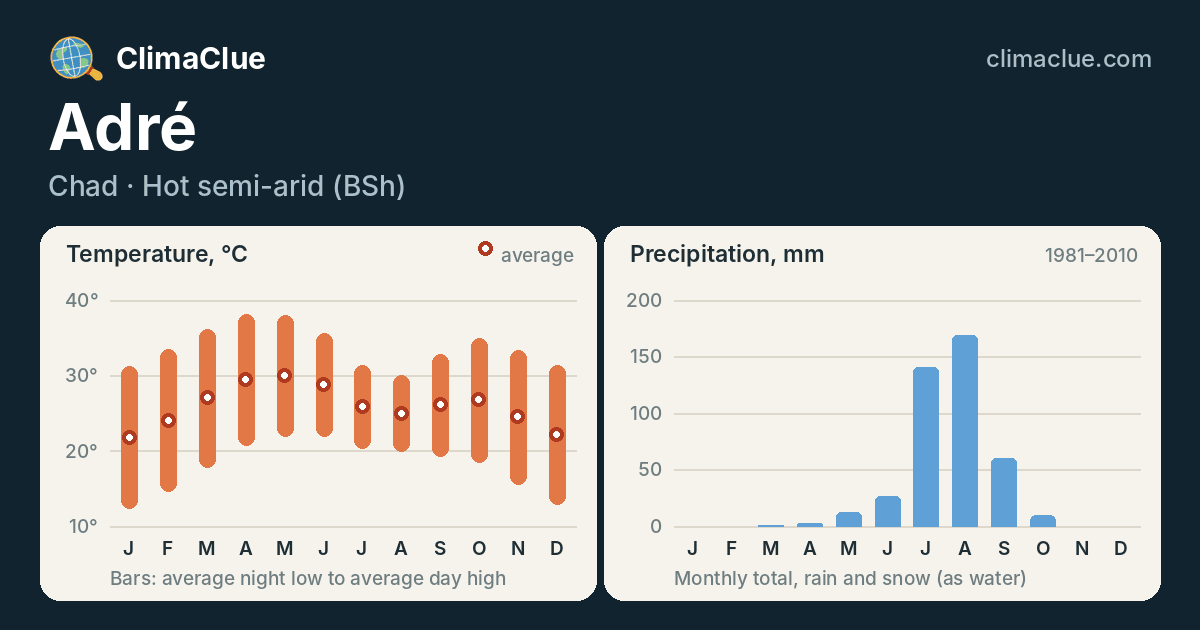 ClimaClue
climaclue.com
Adré
Chad · Hot semi-arid (BSh)
Temperature, °C
average
40°
30°
20°
10°
J F M A M J J A S O N D
Bars: average night low to average day high
Precipitation, mm
1981–2010
200
150
100
50
0
J F M A M J J A S O N D
Monthly total, rain and snow (as water)